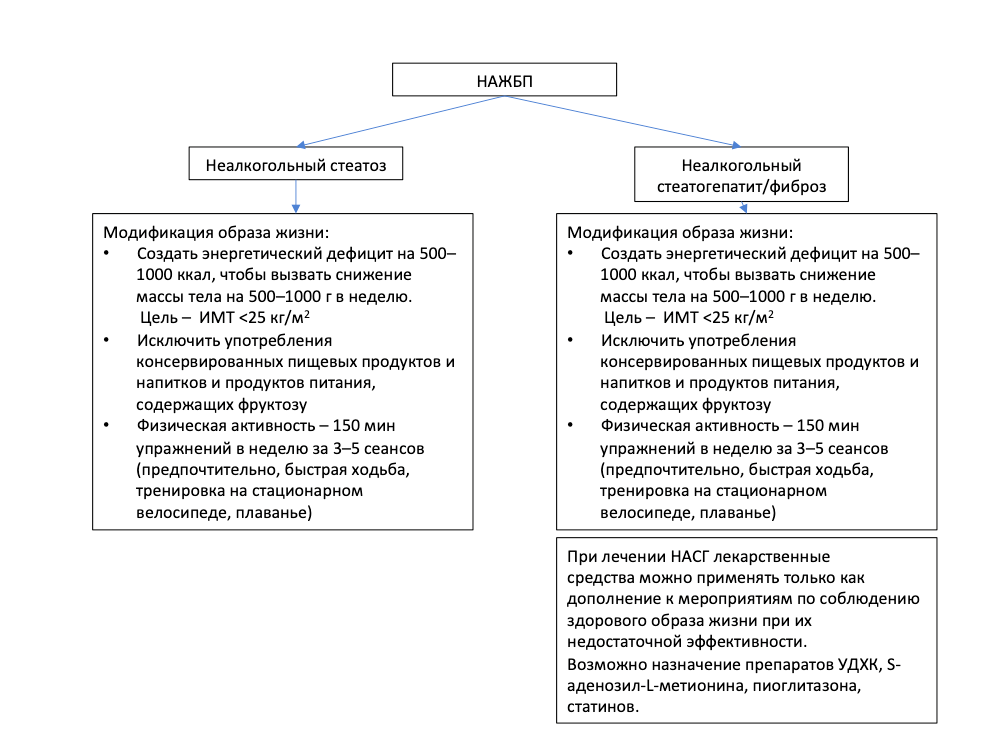 НАЖБП
Неалкогольный стеатоз
Неалкогольный
стеатогепатит/фиброз
Модификация образа жизни:
• Создать энергетический дефицит на 500–
1000 ккал, чтобы вызвать снижение
массы тела на 500–1000 г в неделю.
Цель – ИМТ <25 кг/м²
• Исключить употребления
консервированных пищевых продуктов и
напитков и продуктов питания,
содержащих фруктозу
• Физическая активность – 150 мин
упражнений в неделю за 3–5 сеансов
(предпочтительно, быстрая ходьба,
тренировка на стационарном
велосипеде, плаванье)
Модификация образа жизни:
• Создать энергетический дефицит на 500–
1000 ккал, чтобы вызвать снижение
массы тела на 500–1000 г в неделю.
Цель – ИМТ <25 кг/м²
• Исключить употребления
консервированных пищевых продуктов и
напитков и продуктов питания,
содержащих фруктозу
• Физическая активность – 150 мин
упражнений в неделю за 3–5 сеансов
(предпочтительно, быстрая ходьба,
тренировка на стационарном
велосипеде, плаванье)
При лечении НАСГ лекарственные
средства можно применять только как
дополнение к мероприятиям по соблюдению
здорового образа жизни при их
недостаточной эффективности.
Возможно назначение препаратов УДХК, S-
аденозил-L-метионина, пиоглитазона,
статинов.